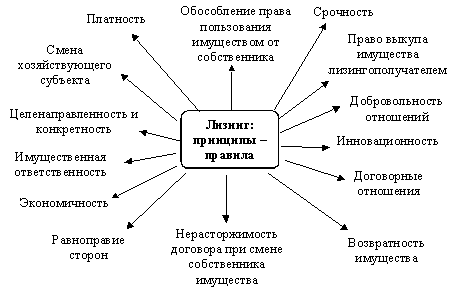 Платность
Обособление права
пользования
имуществом от
собственника
Срочность
Право выкупа
имущества
лизингополучателем
Добровольность
отношений
Инновационность
Договорные
отношения
Возвратность
имущества
Нерасторжимость
договора при смене
собственника
имущества
Равноправие
сторон
Экономичность
Имущественная
ответственность
Целенаправленность и
конкретность
Смена
хозяйствующего
субъекта
Лизинг:
принципы –
правила